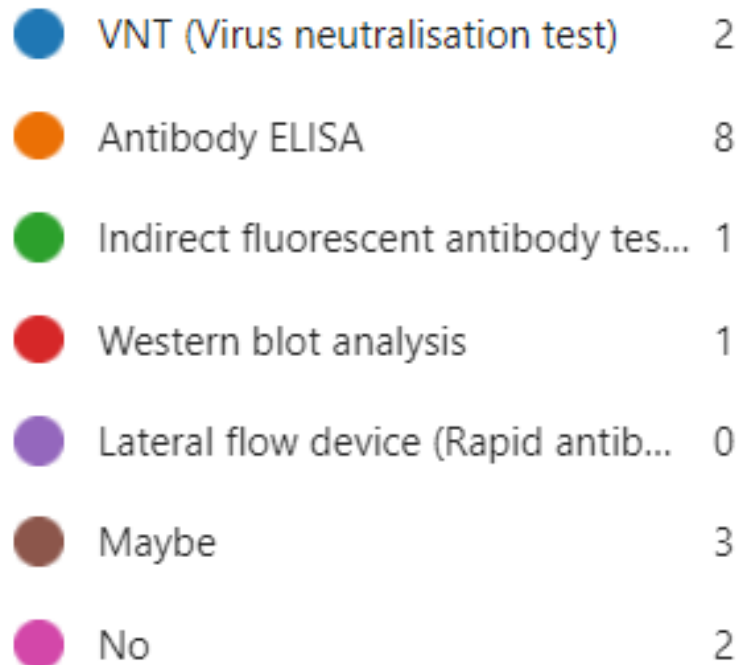 VNT (Virus neutralisation test) 2
Antibody ELISA 8
Indirect fluorescent antibody tes... 1
Western blot analysis 1
Lateral flow device (Rapid antib... 0
Maybe 3
No 2